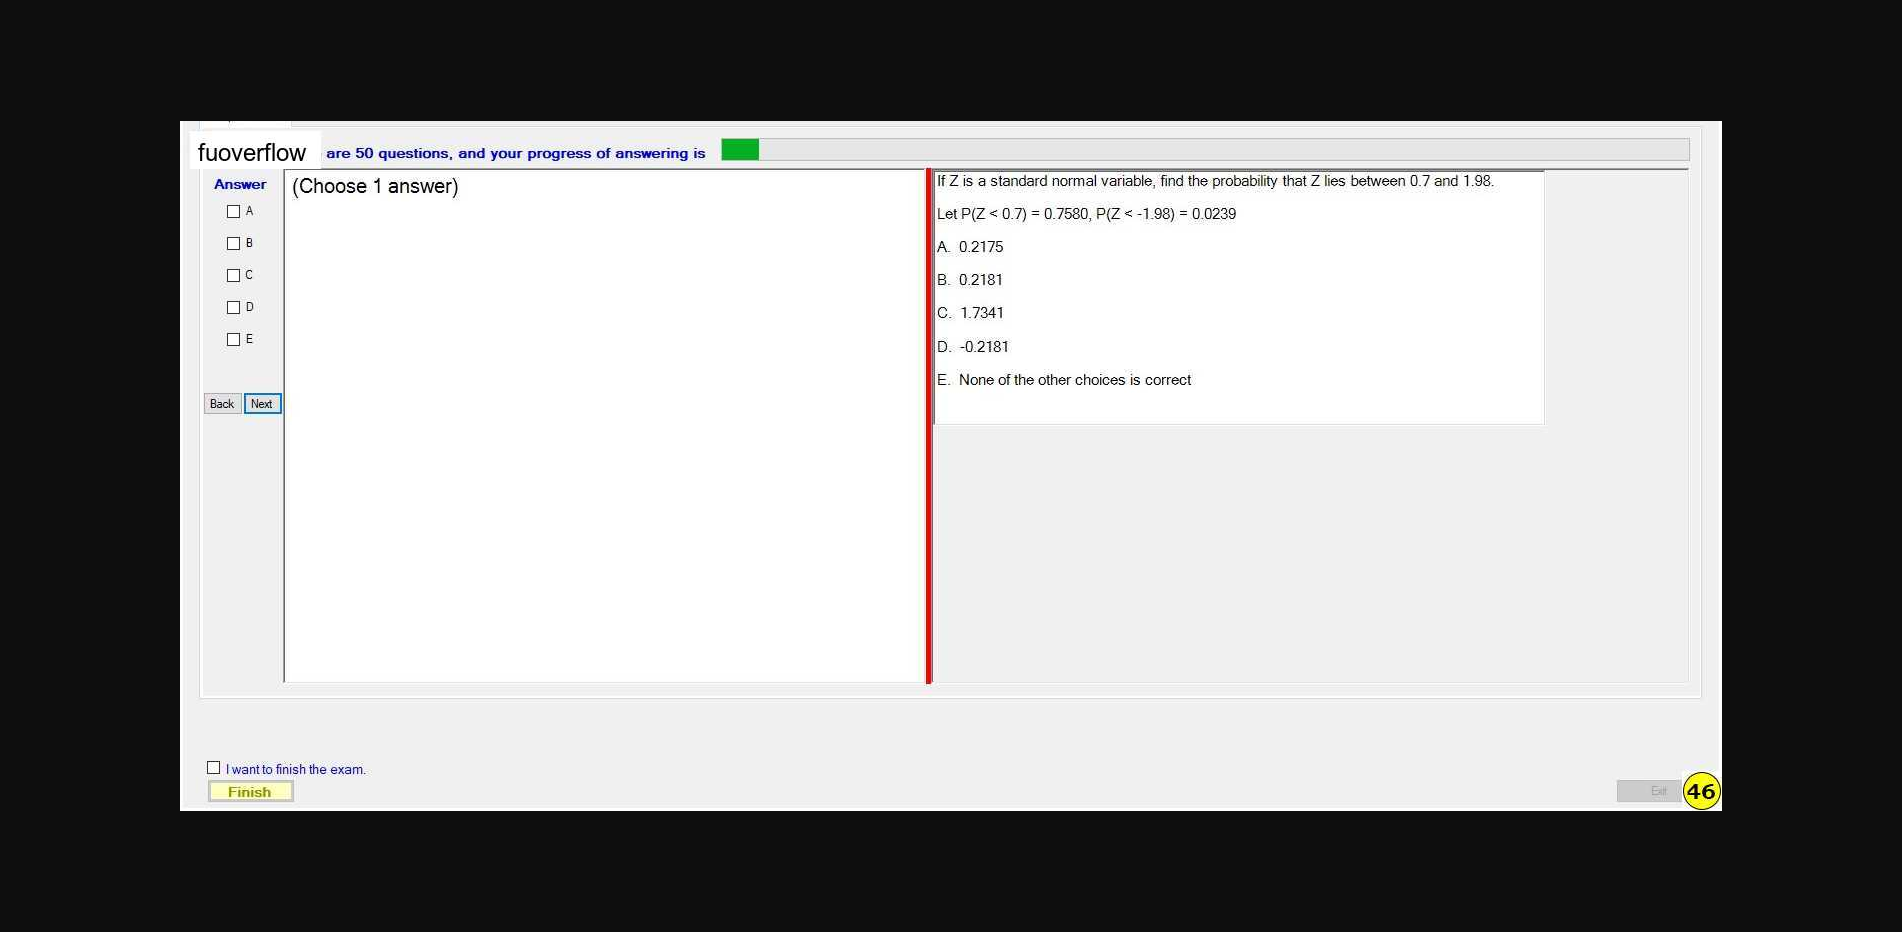 fuoverflow are 50 questions, and your progress of answering is
Answer
(Choose 1 answer)
A
B
C
D
E
Back Next
If Z is a standard normal variable, find the probability that Z lies between 0.7 and 1.98.
Let P(Z < 0.7) = 0.7580, P(Z < -1.98) = 0.0239
A. 0.2175
B. 0.2181
C. 1.7341
D. -0.2181
E. None of the other choices is correct
I want to finish the exam.
Finish
Exit
46